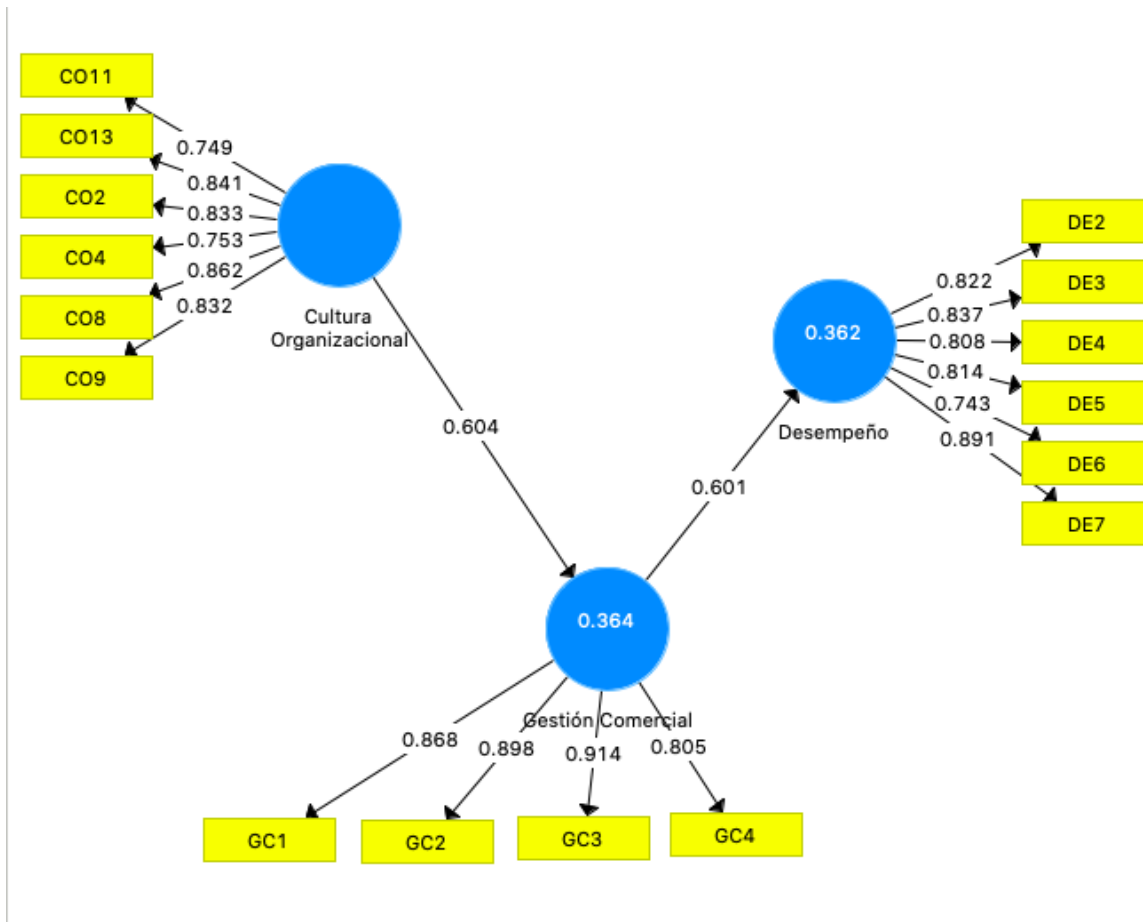 CO11
CO13
CO2
CO4
CO8
CO9
0.749
0.841
0.833
0.753
0.862
0.832
Cultura
Organizacional
0.604
0.362
Desempeño
0.822
0.837
0.808
0.814
0.743
0.891
DE2
DE3
DE4
DE5
DE6
DE7
0.601
0.364
Gestión Comercial
0.868
0.898
0.914
0.805
GC1
GC2
GC3
GC4